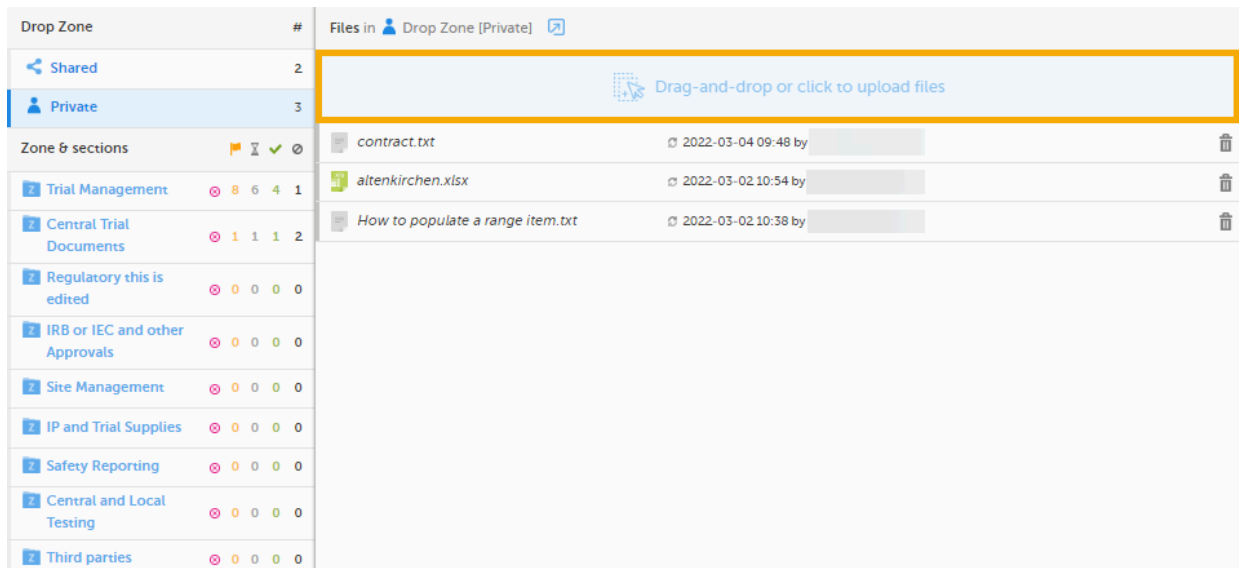 Drop Zone #
Shared 2
Private 3
Zone & sections
Z Trial Management 8 6 4 1
Z Central Trial
Documents 1 1 1 2
Z Regulatory this is
edited 0 0 0 0
Z IRB or IEC and other
Approvals 0 0 0 0
Z Site Management 0 0 0 0
Z IP and Trial Supplies 0 0 0 0
Z Safety Reporting 0 0 0 0
Z Central and Local
Testing 0 0 0 0
Z Third parties 0 0 0 0
Files in Drop Zone [Private]
Drag-and-drop or click to upload files
contract.txt 2022-03-04 09:48 by
altenkirchen.xlsx 2022-03-02 10:54 by
How to populate a range item.txt 2022-03-02 10:38 by